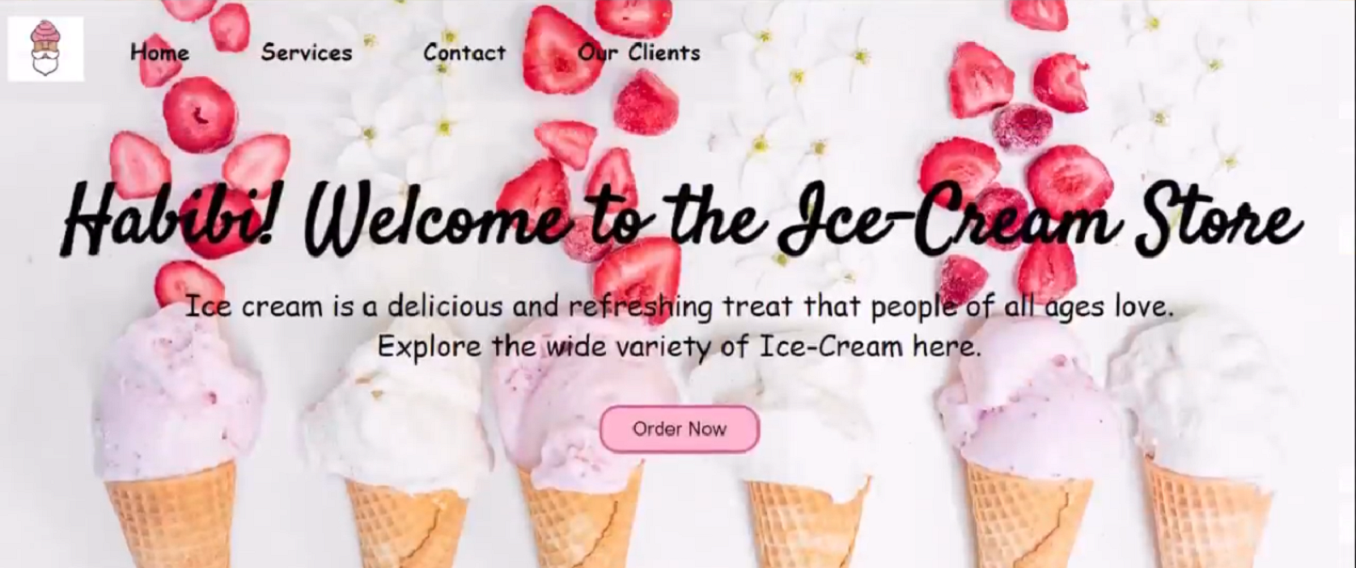 Home Services Contact Our Clients
Habibi! Welcome to the Ice-Cream Store
Ice cream is a delicious and refreshing treat that people of all ages love.
Explore the wide variety of Ice-Cream here.
Order Now